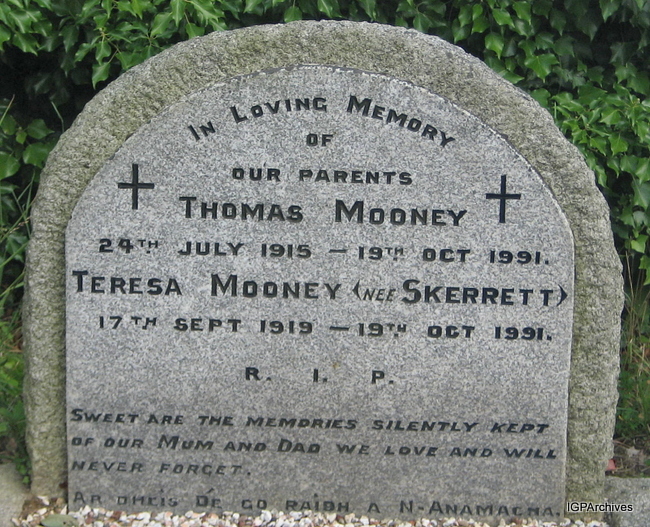 In Loving Memory
OF
OUR PARENTS
THOMAS MOONEY
24TH JULY 1915 – 19TH OCT 1991.
TERESA MOONEY (NEE SKERRETT)
17TH SEPT 1919 – 19TH OCT 1991.
R. I. P.
SWEET ARE THE MEMORIES SILENTLY KEPT
OF OUR MUM AND DAD WE LOVE AND WILL
NEVER FORGET.
AR DHEIS DÉ GO RAIBH A N-ANAMACHA.
IGPArchives